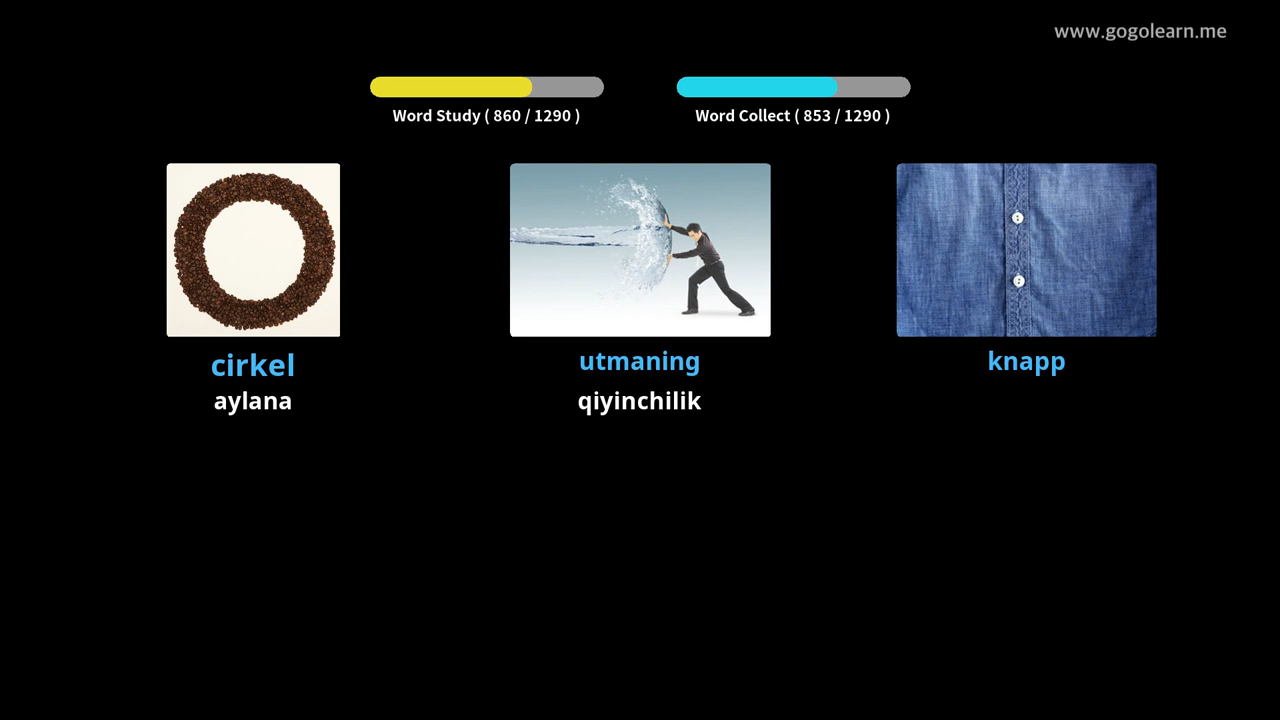 www.gogolearn.me
Word Study ( 860 / 1290 )
Word Collect ( 853 / 1290 )
cirkel
aylana
utmaning
qiyinchilik
knapp